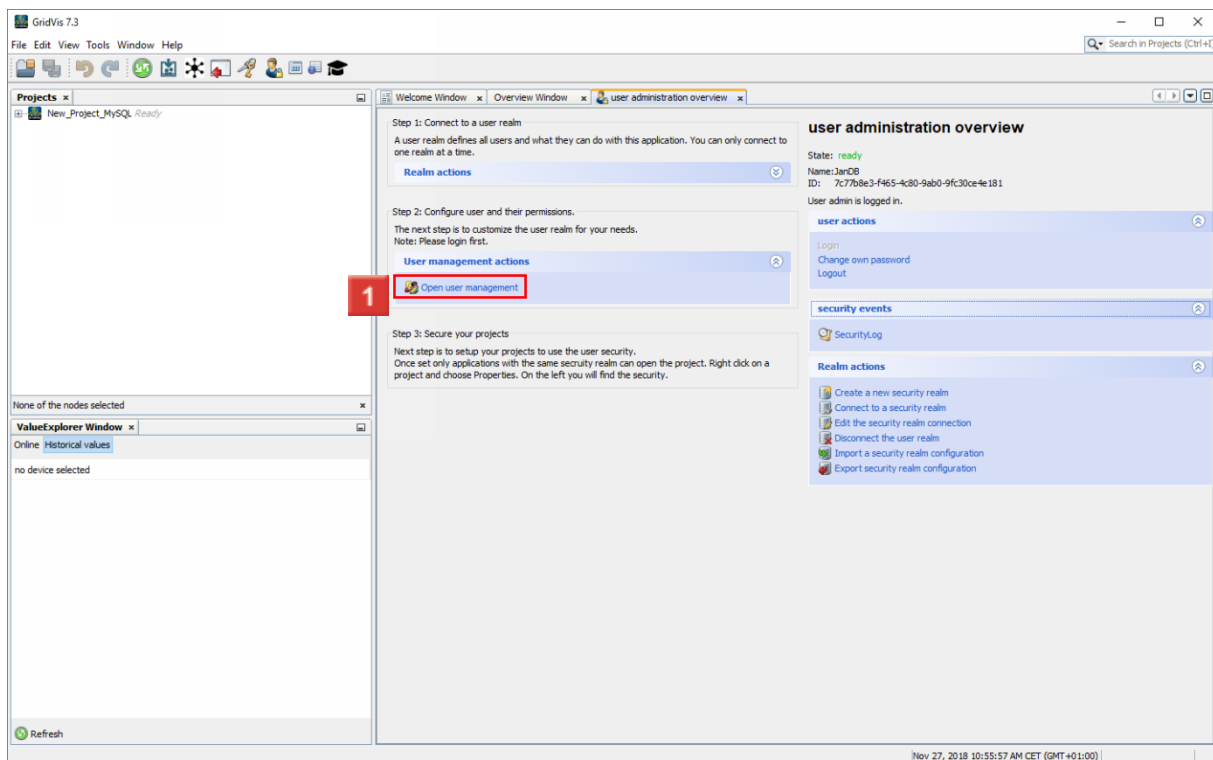 GridVis 7.3
File Edit View Tools Window Help
Search in Projects (Ctrl+I)
Projects
New_Project_MySQL Ready
None of the nodes selected
ValueExplorer Window
Online Historical values
no device selected
Refresh
Welcome Window
Overview Window
user administration overview
Step 1: Connect to a user realm
A user realm defines all users and what they can do with this application. You can only connect to
one realm at a time.
Realm actions
Step 2: Configure user and their permissions.
The next step is to customize the user realm for your needs.
Note: Please login first.
User management actions
1
Open user management
Step 3: Secure your projects
Next step is to setup your projects to use the user security.
Once set only applications with the same secruity realm can open the project. Right click on a
project and choose Properties. On the left you will find the security.
user administration overview
State: ready
Name:JanDB
ID: 7c77b8e3-f465-4c80-9ab0-9fc30ce4e181
User admin is logged in.
user actions
Login
Change own password
Logout
security events
SecurityLog
Realm actions
Create a new security realm
Connect to a security realm
Edit the security realm connection
Disconnect the user realm
Import a security realm configuration
Export security realm configuration
Nov 27, 2018 10:55:57 AM CET (GMT+01:00)